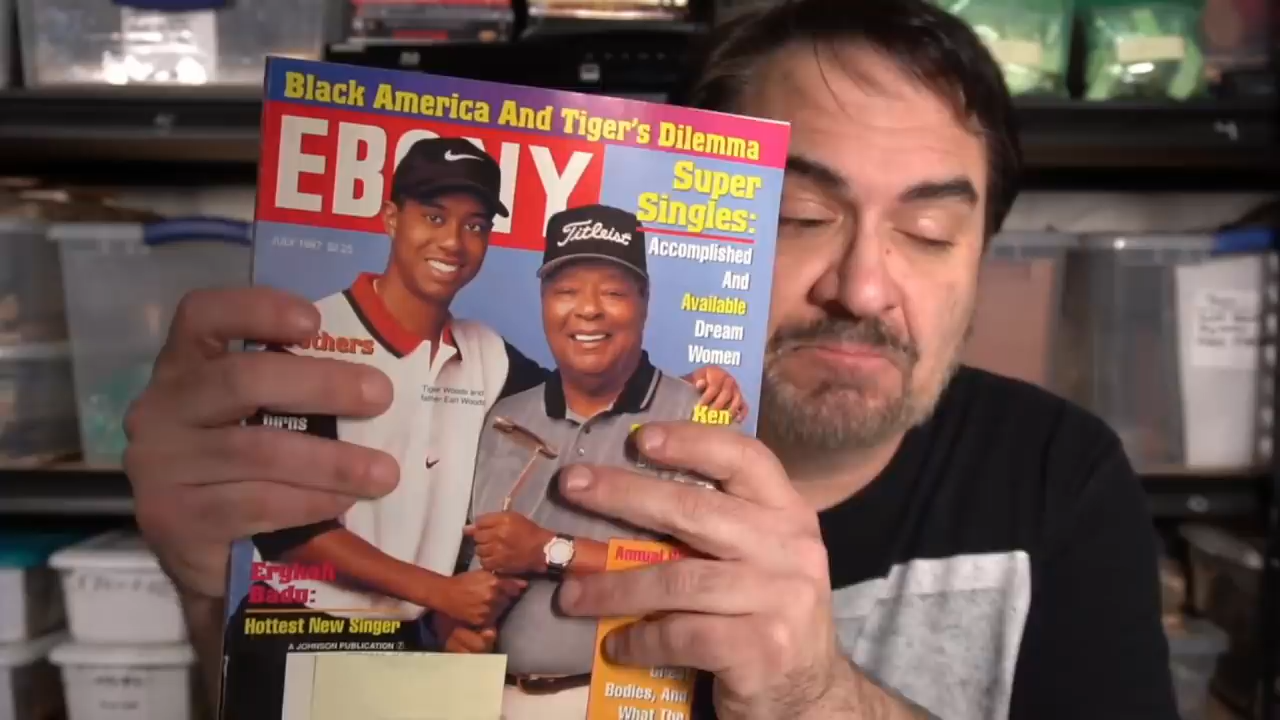 Black America And Tiger's Dilemma
EBONY
JULY 1997 $2.25
Super
Singles:
Accomplished
And
Available
Dream
Women
Titleist
Tiger Woods and
father Earl Woods
Ken
Erykah
Badu:
Hottest New Singer
A JOHNSON PUBLICATION
Annual
Bodies, And
What The